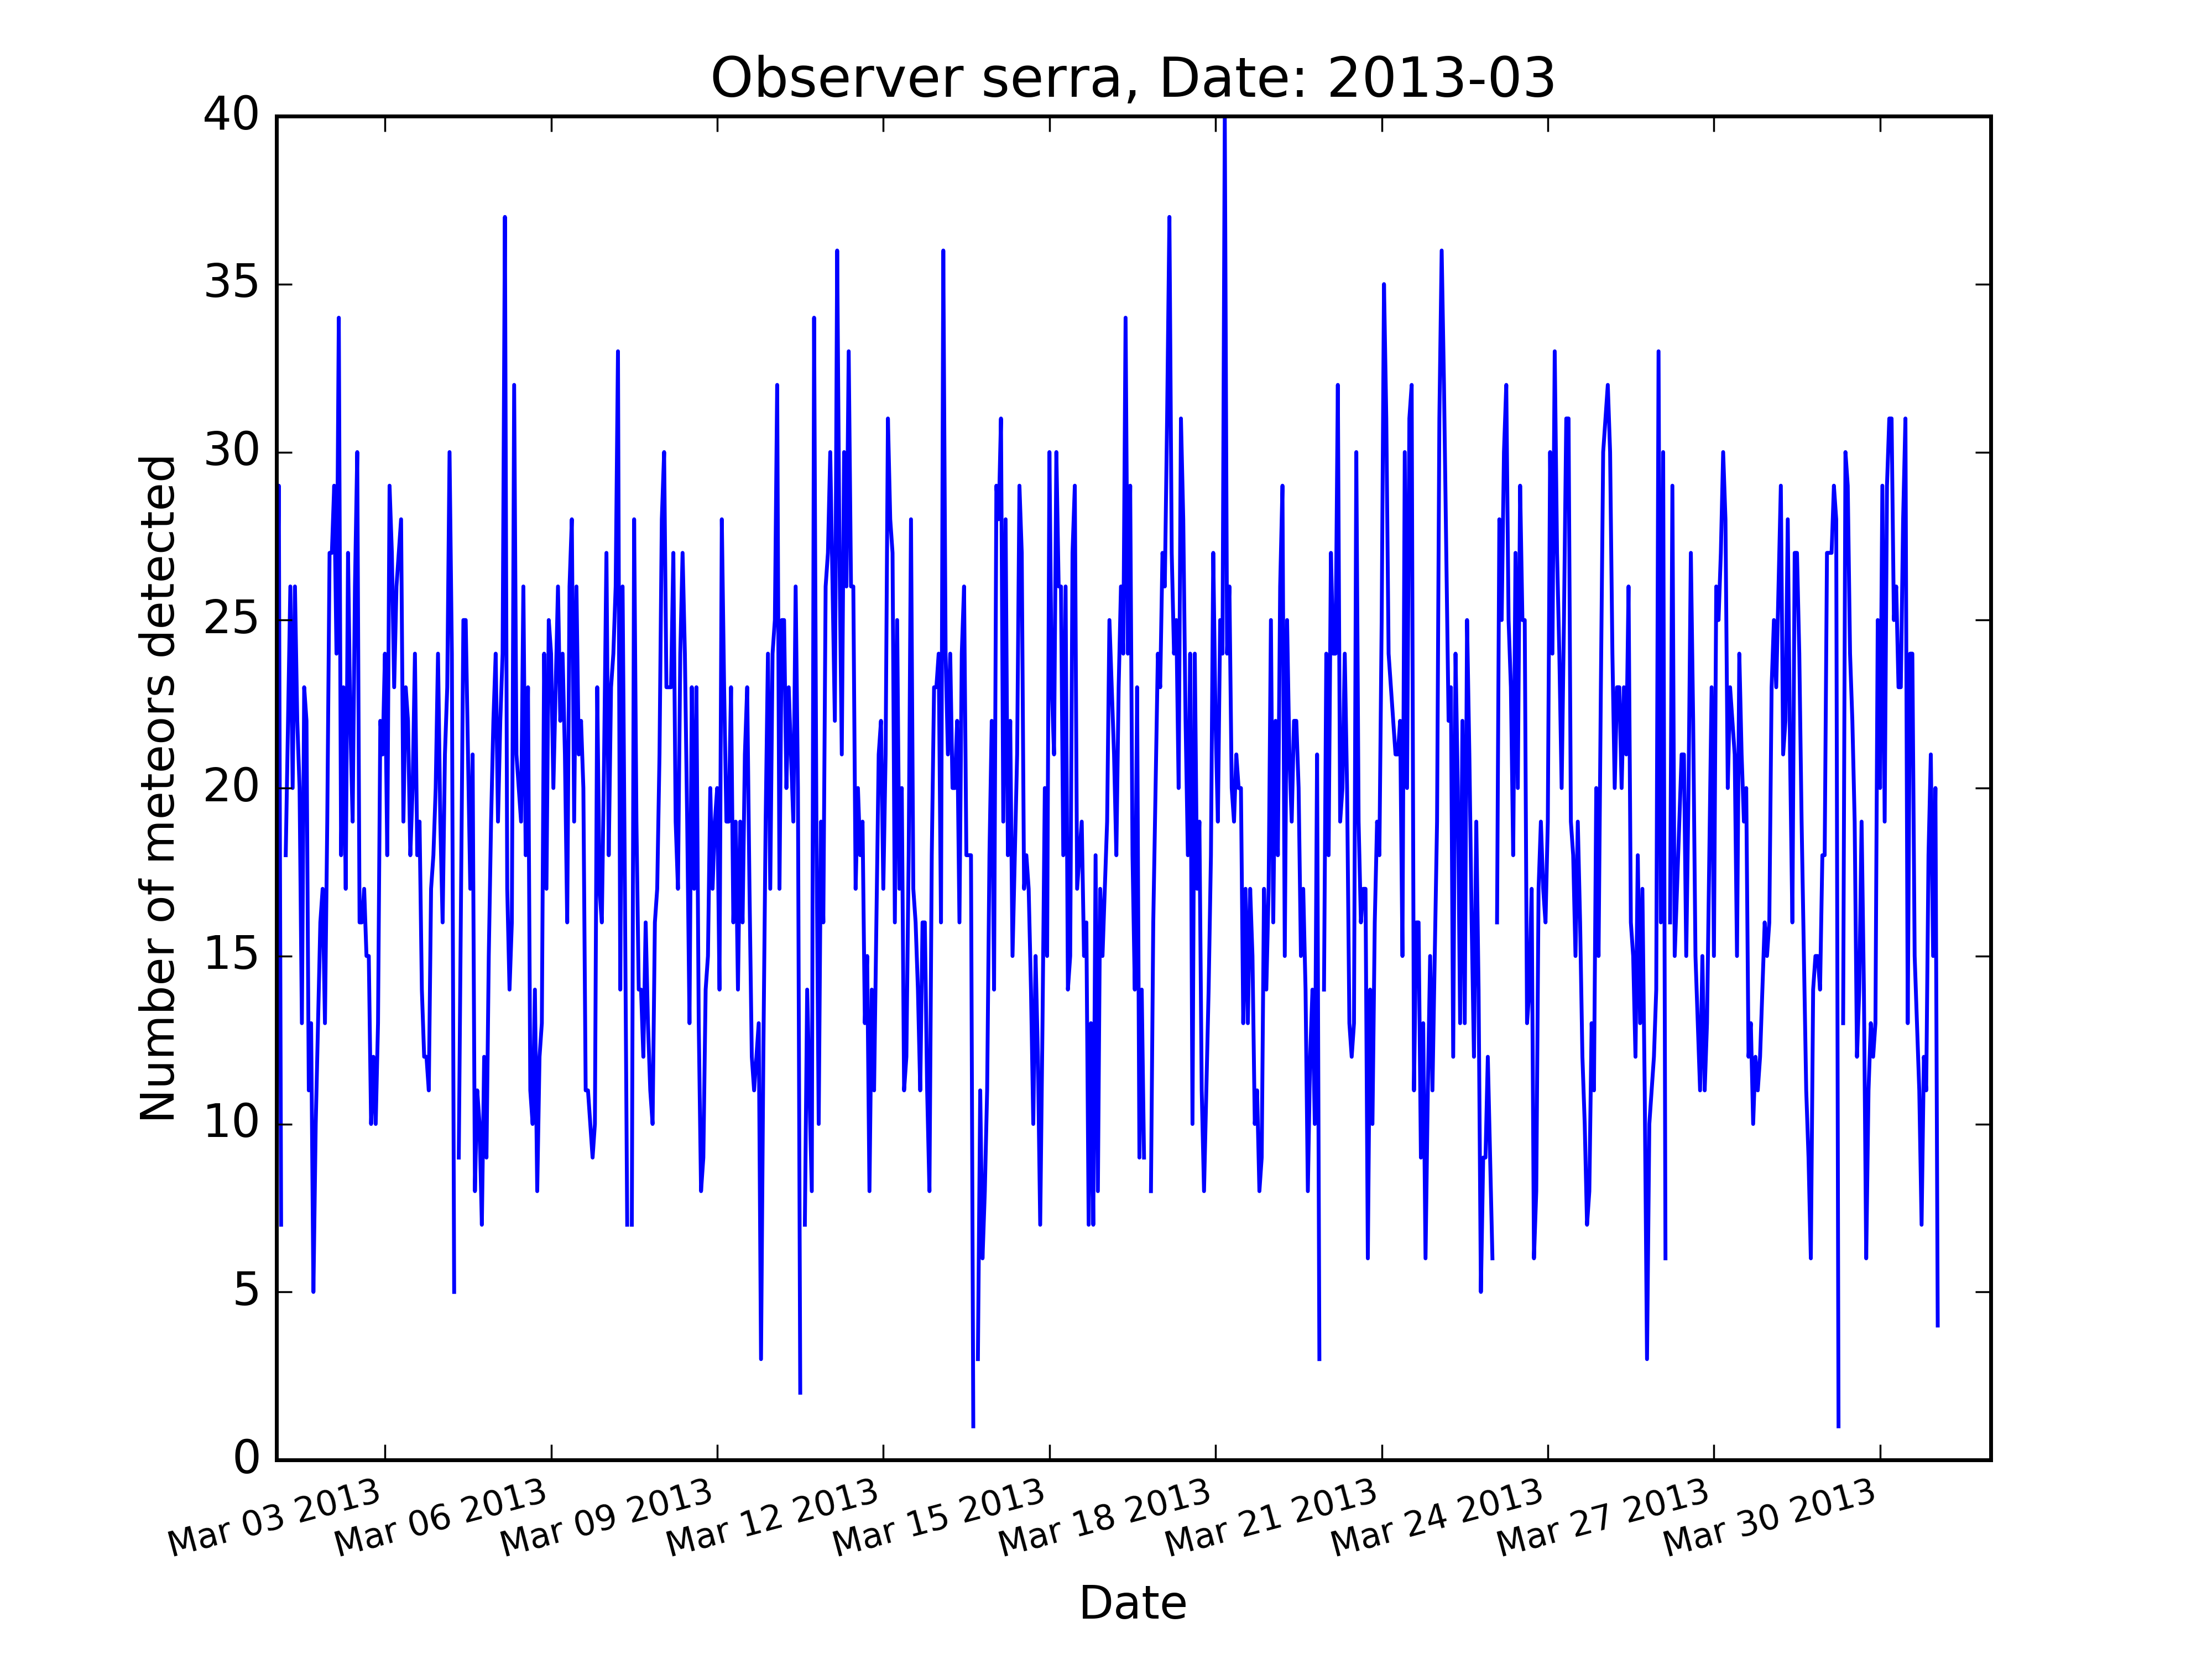 Observer serra, Date: 2013-03
Number of meteors detected
40
35
30
25
20
15
10
5
0
Mar 03 2013
Mar 06 2013
Mar 09 2013
Mar 12 2013
Mar 15 2013
Mar 18 2013
Mar 21 2013
Mar 24 2013
Mar 27 2013
Mar 30 2013
Date